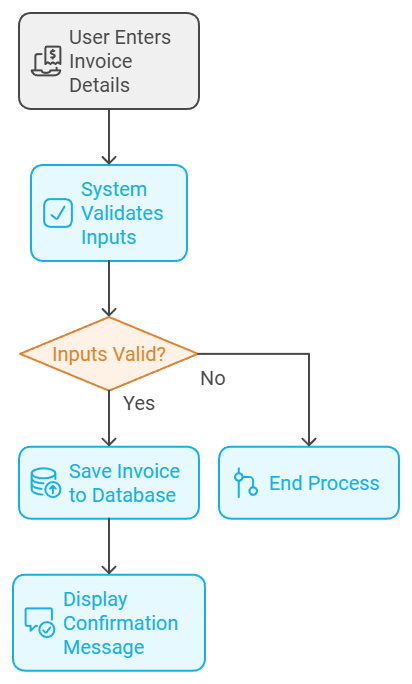 User Enters
Invoice
Details
$
System
Validates
Inputs
Inputs Valid?
No
Yes
Save Invoice
to Database
End Process
Display
Confirmation
Message